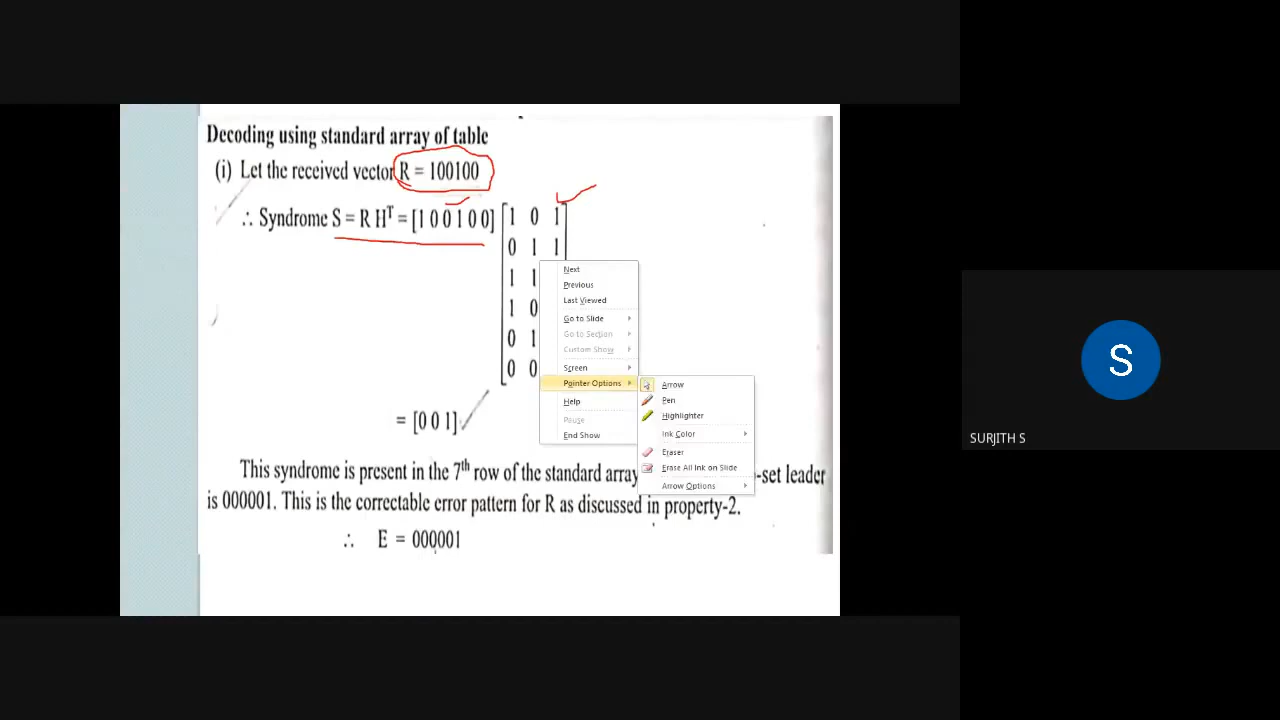 Decoding using standard array of table
(i) Let the received vector R = 100100
∴ Syndrome S = R Hᵀ = [1 0 0 1 0 0] 1 0 1
0 1 1
1 1
1 0
0 1
0 0
= [0 0 1]
This syndrome is present in the 7th row of the standard array -set leader
is 000001. This is the correctable error pattern for R as discussed in property-2.
∴ E = 000001
Next
Previous
Last Viewed
Go to Slide
Go to Section
Custom Show
Screen
Pointer Options
Help
Pause
End Show
Arrow
Pen
Highlighter
Ink Color
Eraser
Erase All Ink on Slide
Arrow Options
S
SURJITH S